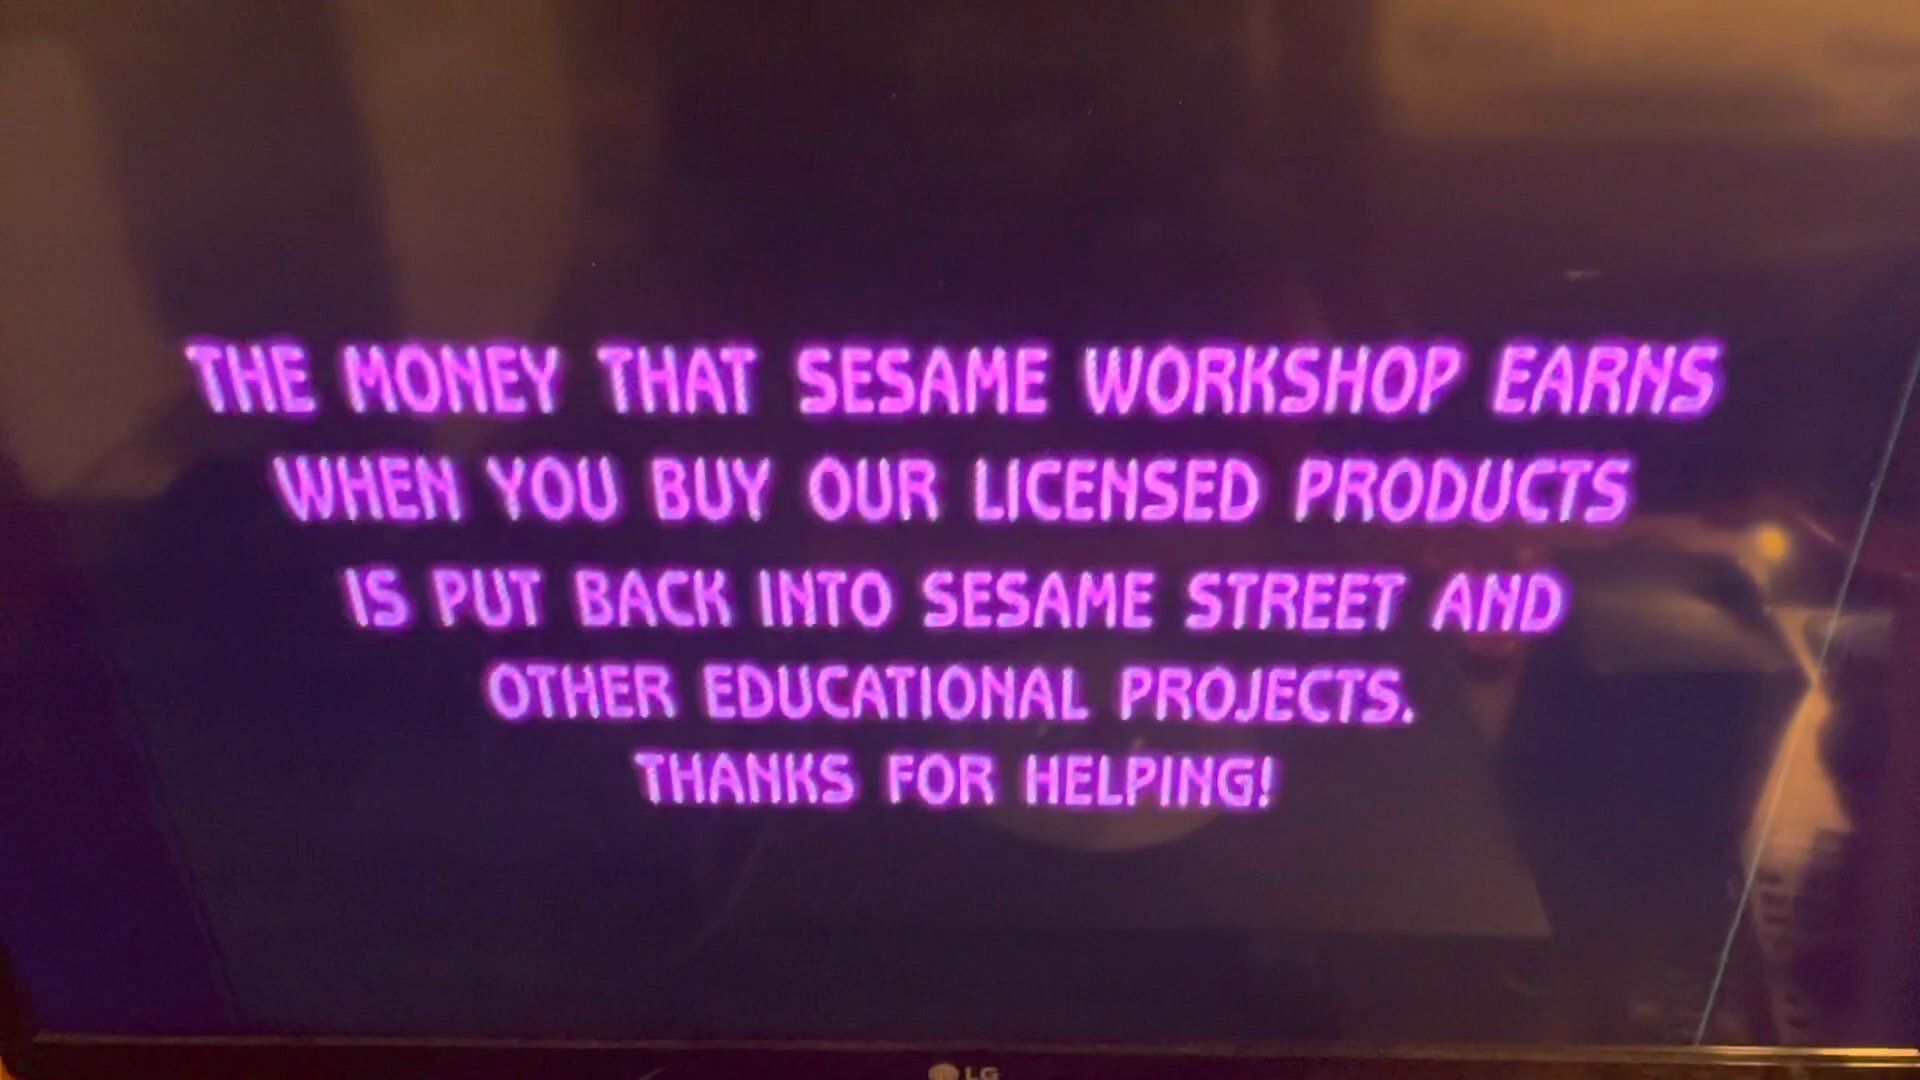 THE MONEY THAT SESAME WORKSHOP EARNS
WHEN YOU BUY OUR LICENSED PRODUCTS
IS PUT BACK INTO SESAME STREET AND
OTHER EDUCATIONAL PROJECTS.
THANKS FOR HELPING!
LG